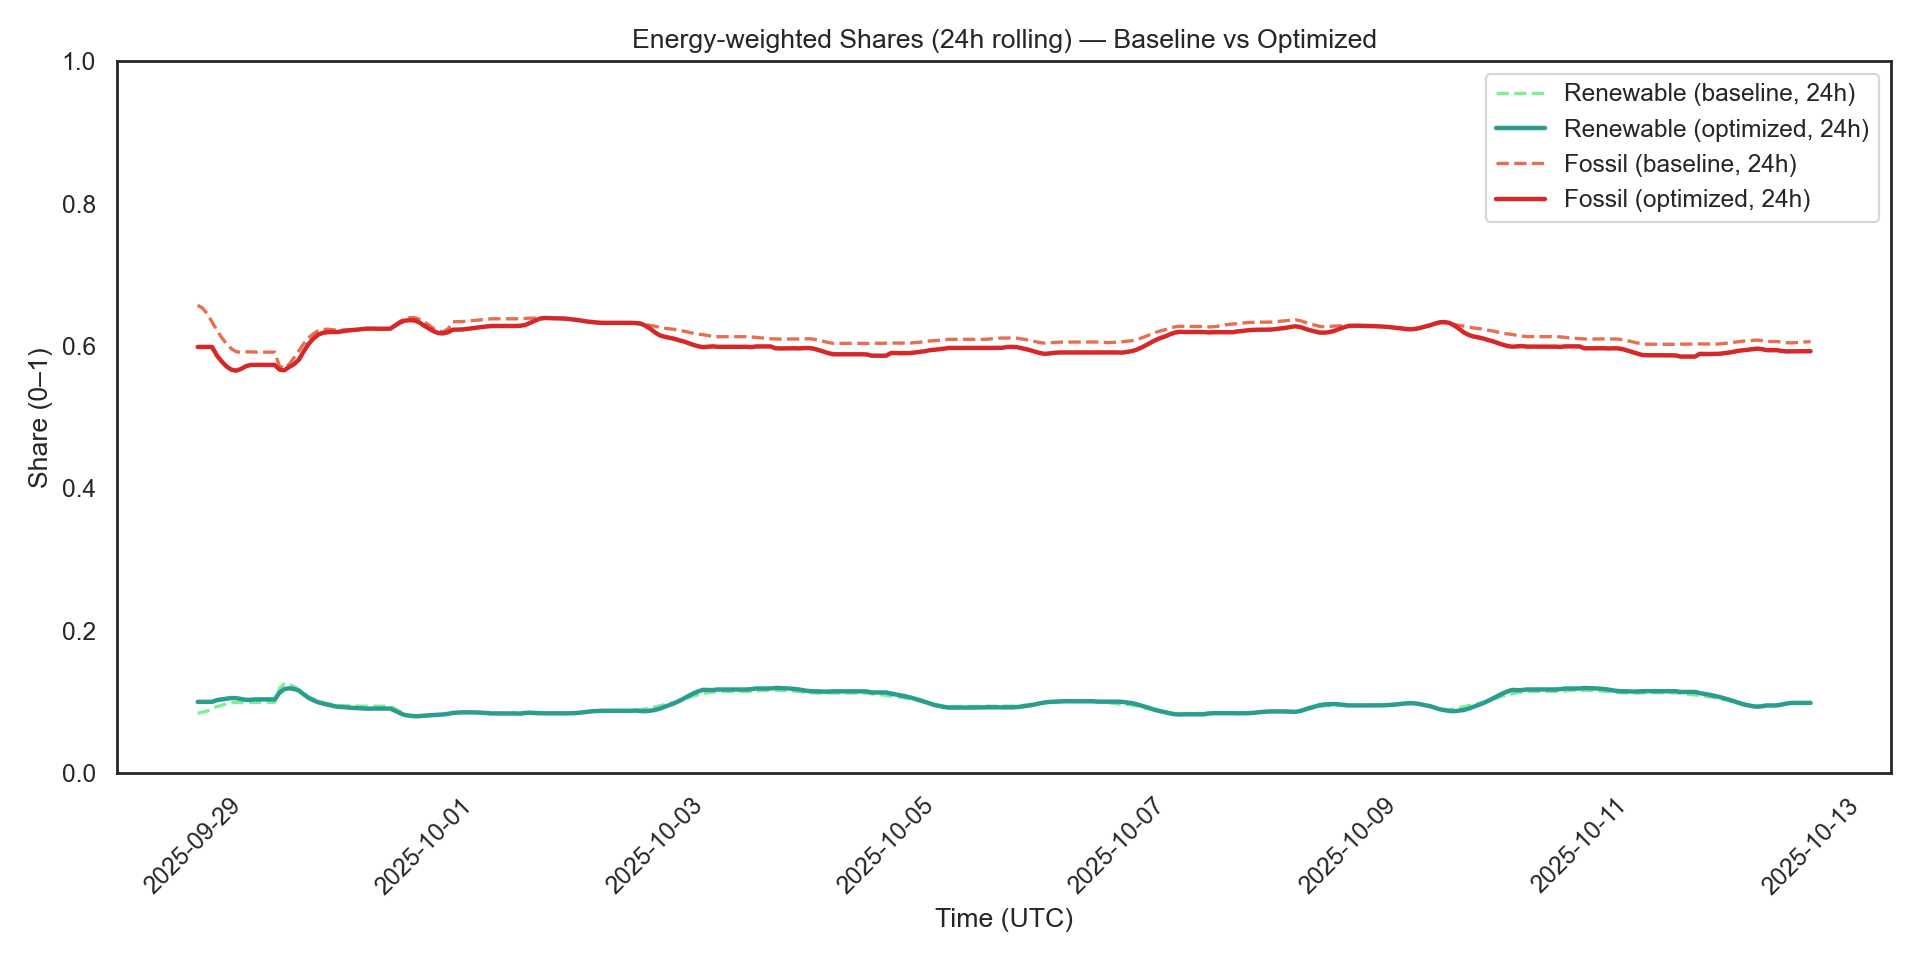 Energy-weighted Shares (24h rolling) — Baseline vs Optimized
1.0
0.8
0.6
0.4
0.2
0.0
Share (0–1)
Renewable (baseline, 24h)
Renewable (optimized, 24h)
Fossil (baseline, 24h)
Fossil (optimized, 24h)
2025-09-29
2025-10-01
2025-10-03
2025-10-05
2025-10-07
2025-10-09
2025-10-11
2025-10-13
Time (UTC)